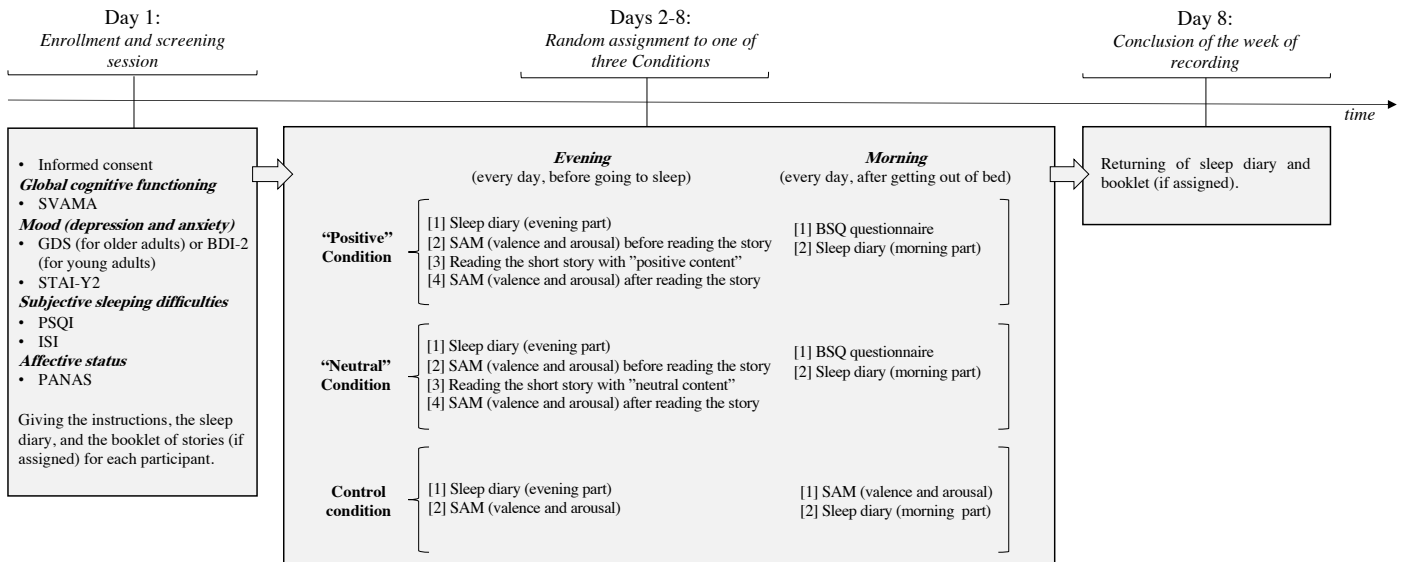 Day 1:
Enrollment and screening
session
Days 2-8:
Random assignment to one of
three Conditions
Day 8:
Conclusion of the week of
recording
time
• Informed consent
Global cognitive functioning
• SVAMA
Mood (depression and anxiety)
• GDS (for older adults) or BDI-2
(for young adults)
• STAI-Y2
Subjective sleeping difficulties
• PSQI
• ISI
Affective status
• PANAS
Giving the instructions, the sleep
diary, and the booklet of stories (if
assigned) for each participant.
Evening
(every day, before going to sleep)
Morning
(every day, after getting out of bed)
“Positive”
Condition
[1] Sleep diary (evening part)
[2] SAM (valence and arousal) before reading the story
[3] Reading the short story with ”positive content”
[4] SAM (valence and arousal) after reading the story
[1] BSQ questionnaire
[2] Sleep diary (morning part)
“Neutral”
Condition
[1] Sleep diary (evening part)
[2] SAM (valence and arousal) before reading the story
[3] Reading the short story with ”neutral content”
[4] SAM (valence and arousal) after reading the story
[1] BSQ questionnaire
[2] Sleep diary (morning part)
Control
condition
[1] Sleep diary (evening part)
[2] SAM (valence and arousal)
[1] SAM (valence and arousal)
[2] Sleep diary (morning part)
Returning of sleep diary and
booklet (if assigned).